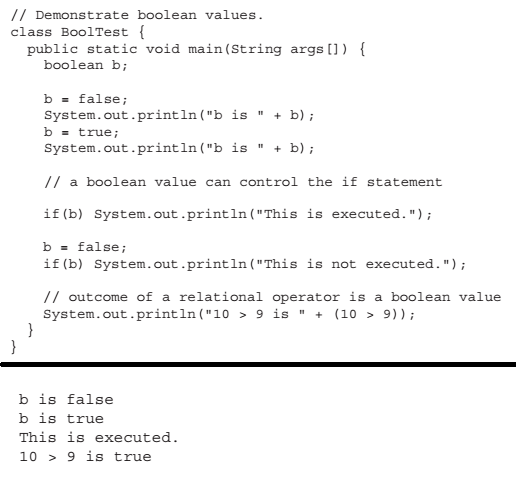 // Demonstrate boolean values.
class BoolTest {
  public static void main(String args[]) {
    boolean b;

    b = false;
    System.out.println("b is " + b);
    b = true;
    System.out.println("b is " + b);

    // a boolean value can control the if statement

    if(b) System.out.println("This is executed.");

    b = false;
    if(b) System.out.println("This is not executed.");

    // outcome of a relational operator is a boolean value
    System.out.println("10 > 9 is " + (10 > 9));
  }
}

b is false
b is true
This is executed.
10 > 9 is true